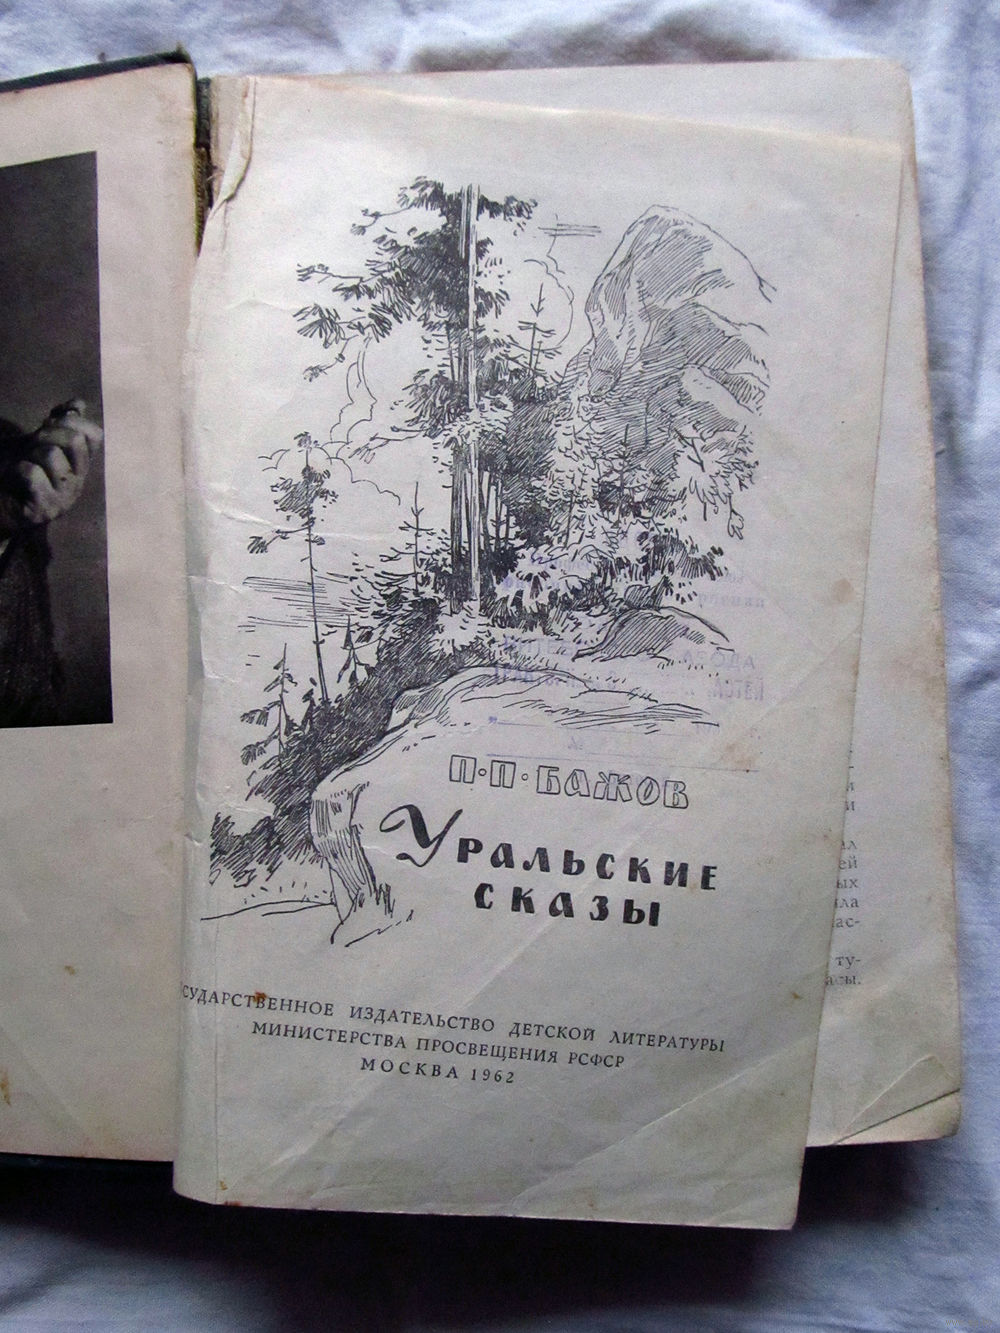 П·П·БАЖОВ
УРАЛЬСКИЕ
СКАЗЫ
СУДАРСТВЕННОЕ ИЗДАТЕЛЬСТВО ДЕТСКОЙ ЛИТЕРАТУРЫ
МИНИСТЕРСТВА ПРОСВЕЩЕНИЯ РСФСР
МОСКВА 1962